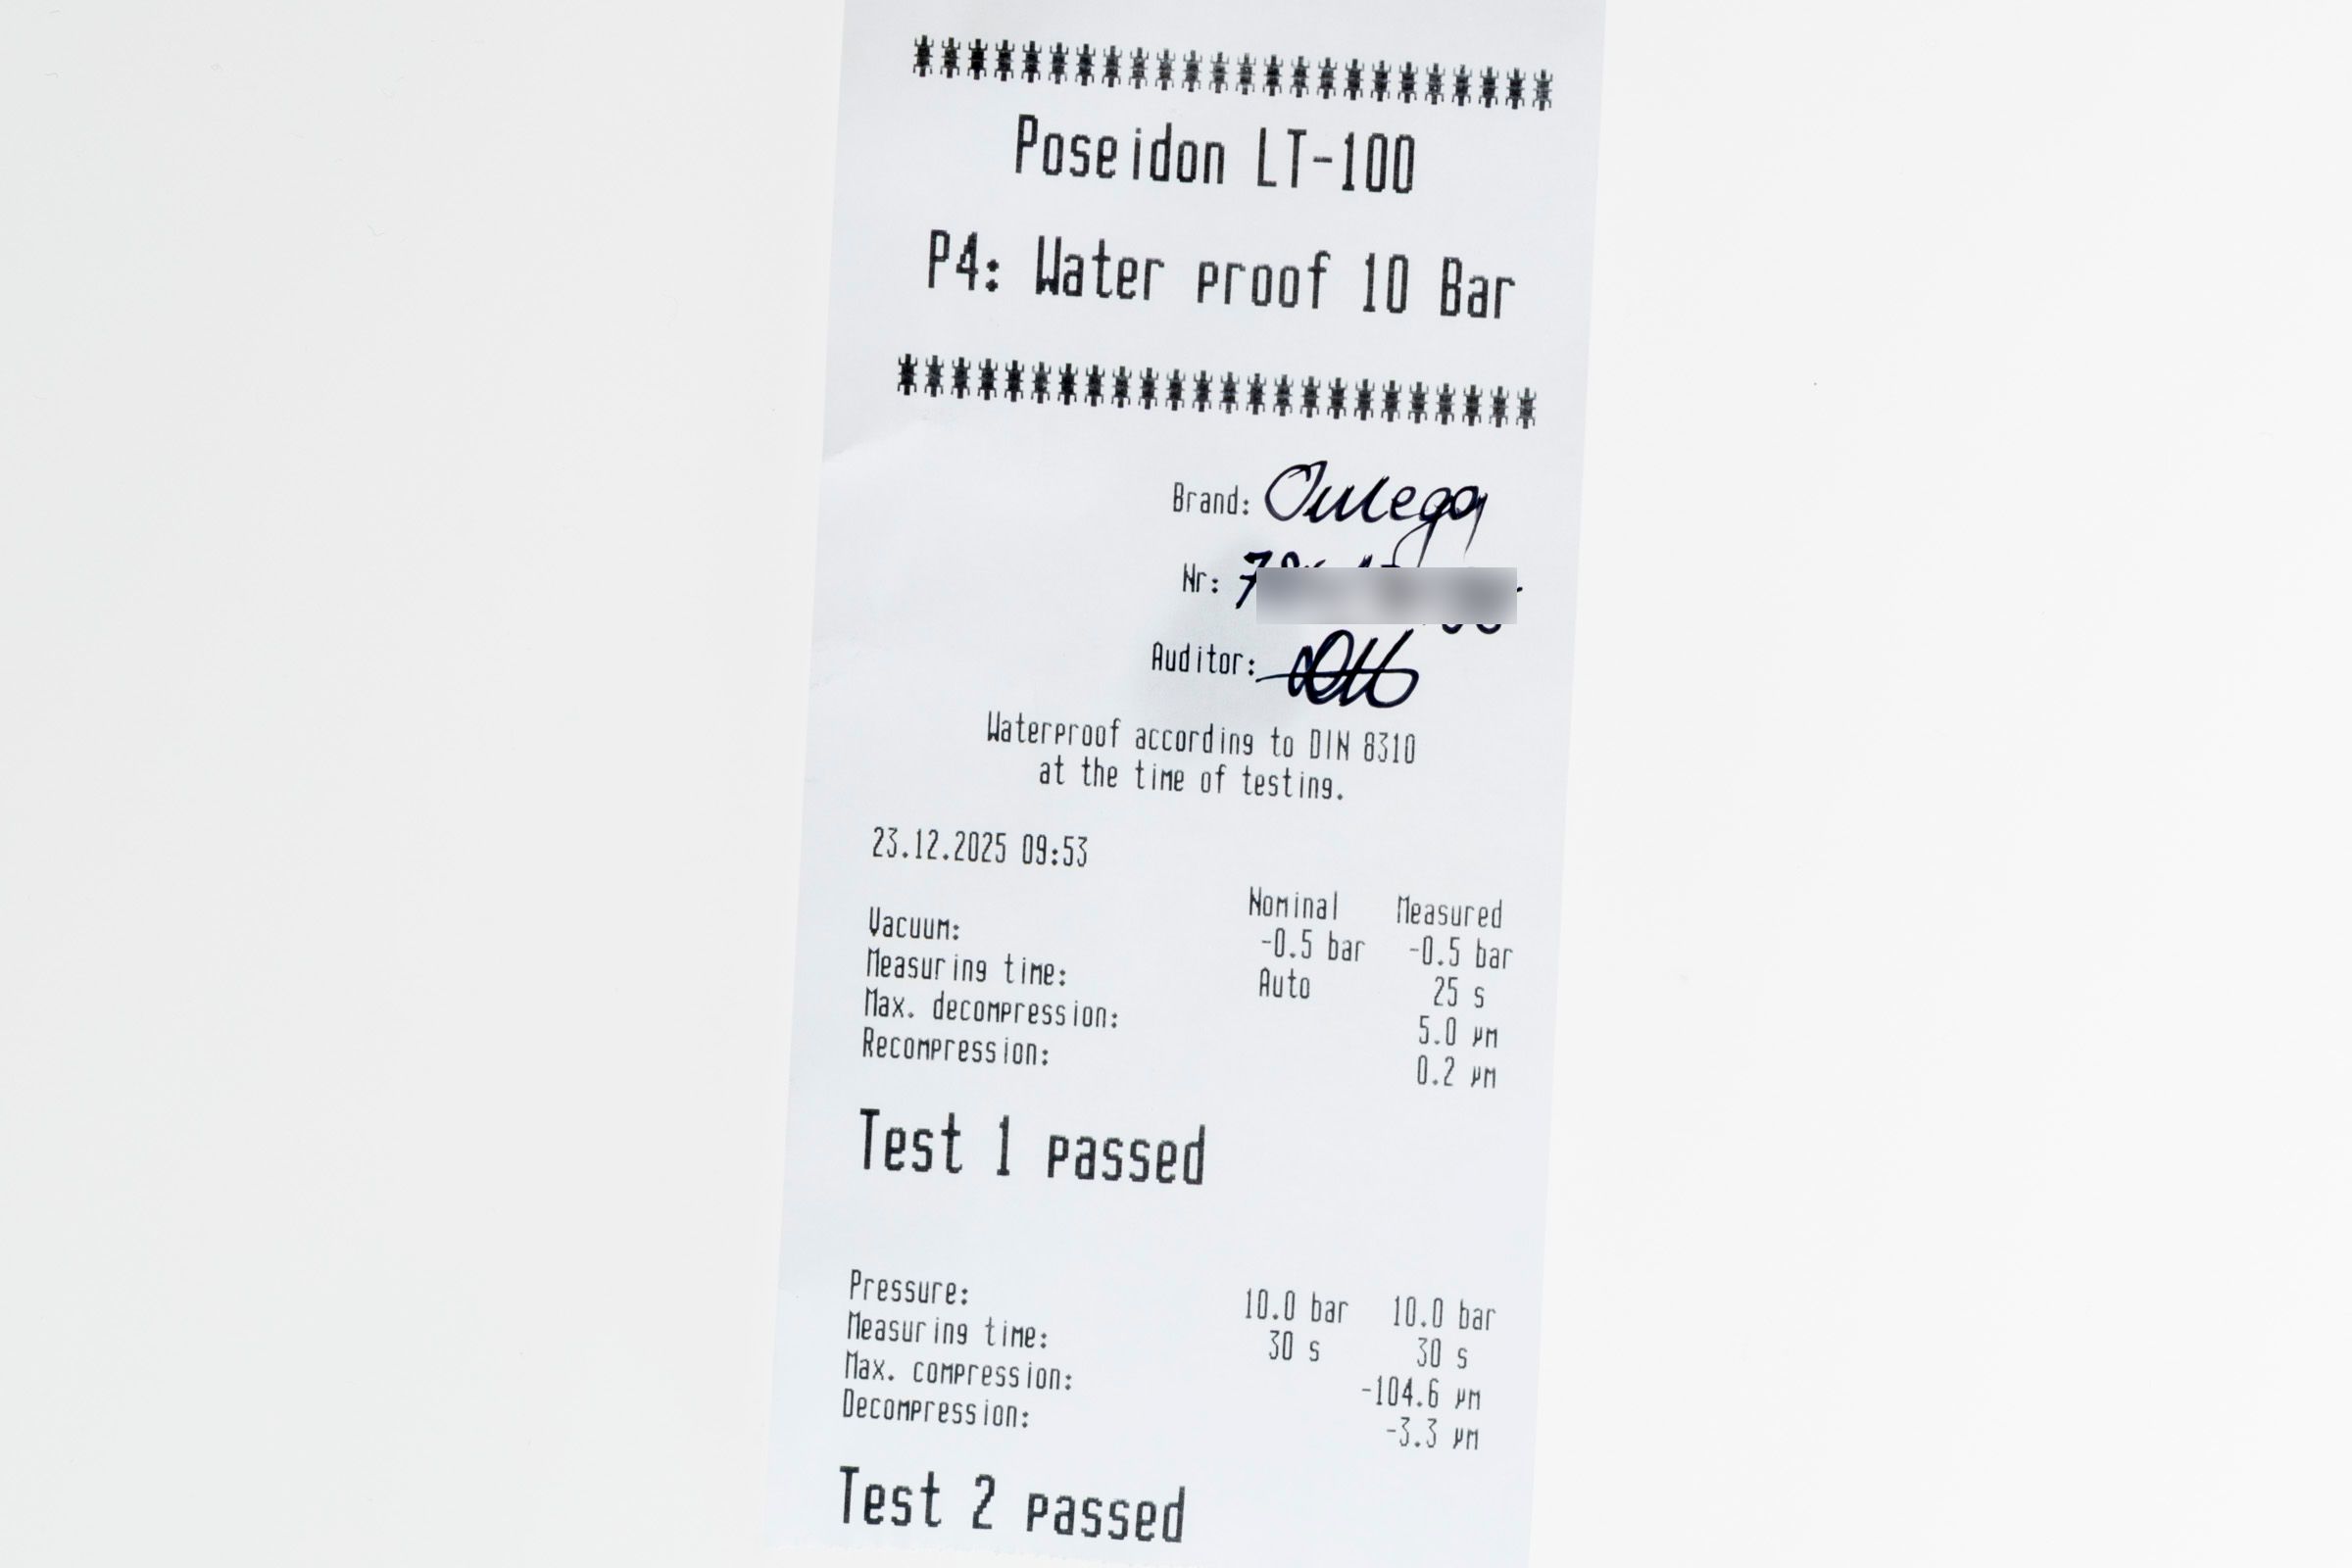 Poseidon LT-100
P4: Water proof 10 Bar
Brand: Omega
Nr: 7
Auditor:
Waterproof according to DIN 8310
at the time of testing.
23.12.2025 09:53
Nominal Measured
Vacuum: -0.5 bar -0.5 bar
Measuring time: Auto 25 s
Max. decompression: 5.0 µm
Recompression: 0.2 µm
Test 1 passed
Pressure: 10.0 bar 10.0 bar
Measuring time: 30 s 30 s
Max. compression: -104.6 µm
Decompression: -3.3 µm
Test 2 passed